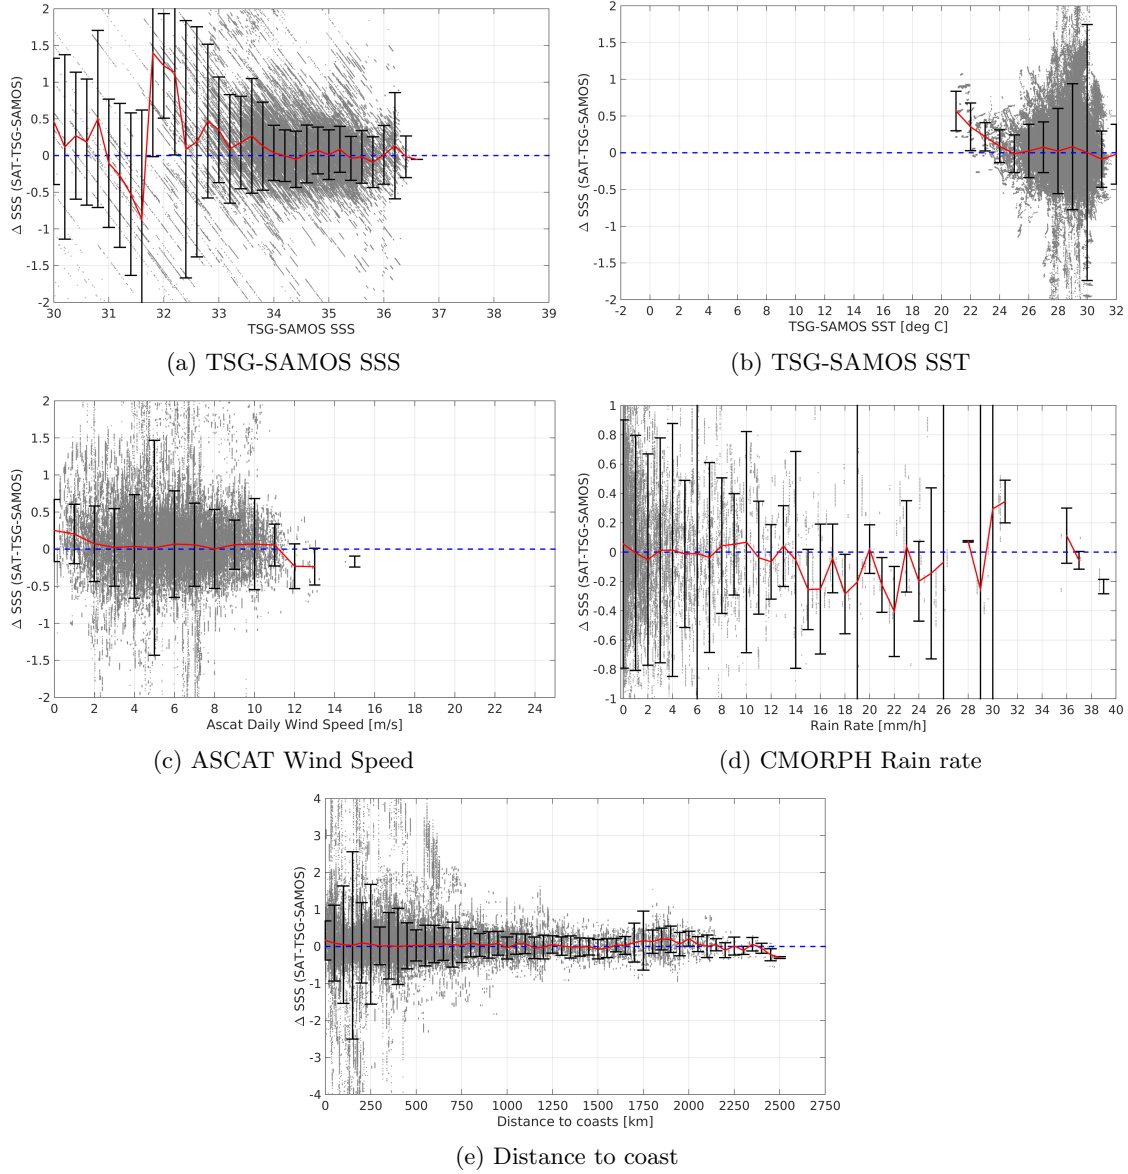 2
1.5
1
0.5
0
-0.5
-1
-1.5
-2
Δ SSS (SAT-TSG-SAMOS)
30 31 32 33 34 35 36 37 38 39
TSG-SAMOS SSS
(a) TSG-SAMOS SSS
2
1.5
1
0.5
0
-0.5
-1
-1.5
-2
Δ SSS (SAT-TSG-SAMOS)
-2 0 2 4 6 8 10 12 14 16 18 20 22 24 26 28 30 32
TSG-SAMOS SST [deg C]
(b) TSG-SAMOS SST
2
1.5
1
0.5
0
-0.5
-1
-1.5
-2
Δ SSS (SAT-TSG-SAMOS)
0 2 4 6 8 10 12 14 16 18 20 22 24
Ascat Daily Wind Speed [m/s]
(c) ASCAT Wind Speed
1
0.8
0.6
0.4
0.2
0
-0.2
-0.4
-0.6
-0.8
-1
Δ SSS (SAT-TSG-SAMOS)
0 2 4 6 8 10 12 14 16 18 20 22 24 26 28 30 32 34 36 38 40
Rain Rate [mm/h]
(d) CMORPH Rain rate
4
3
2
1
0
-1
-2
-3
-4
Δ SSS (SAT-TSG-SAMOS)
0 250 500 750 1000 1250 1500 1750 2000 2250 2500 2750
Distance to coasts [km]
(e) Distance to coast